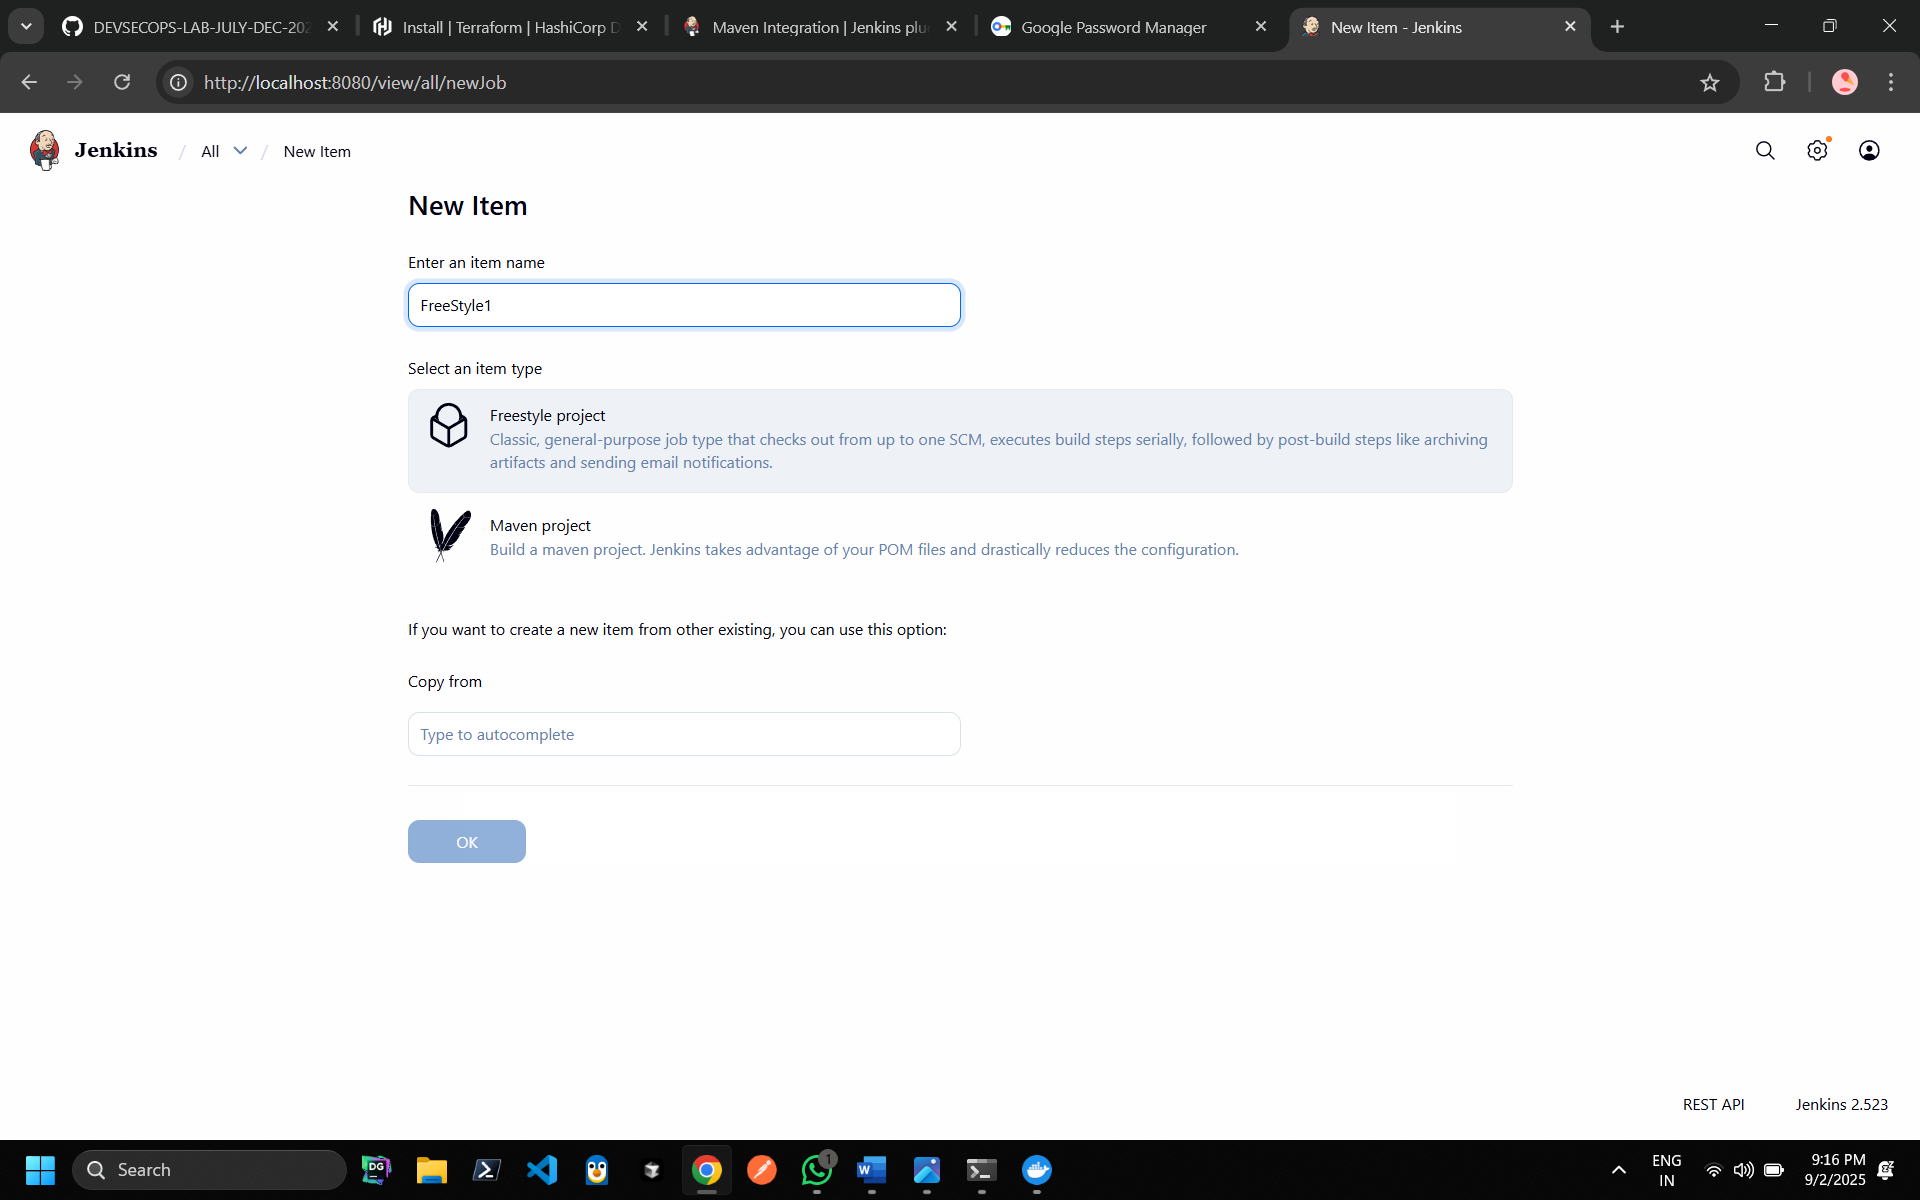 DEVSECOPS-LAB-JULY-DEC-202
Install | Terraform | HashiCorp D
Maven Integration | Jenkins plu
Google Password Manager
New Item - Jenkins
http://localhost:8080/view/all/newJob
Jenkins / All / New Item
New Item
Enter an item name
FreeStyle1
Select an item type
Freestyle project
Classic, general-purpose job type that checks out from up to one SCM, executes build steps serially, followed by post-build steps like archiving
artifacts and sending email notifications.
Maven project
Build a maven project. Jenkins takes advantage of your POM files and drastically reduces the configuration.
If you want to create a new item from other existing, you can use this option:
Copy from
Type to autocomplete
OK
REST API
Jenkins 2.523
Search
DG
1
W
ENG
IN
9:16 PM
9/2/2025